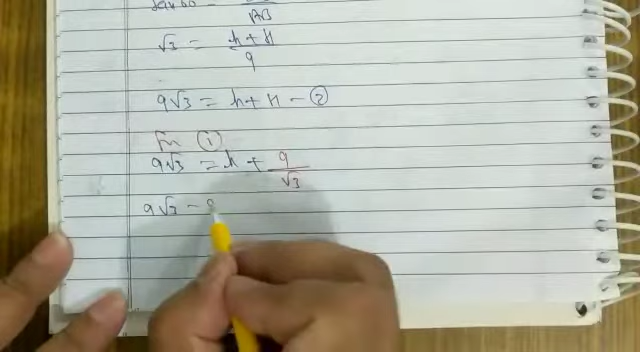 √3 = h + H / 9
9√3 = h + H - ②
Fm ①
9√3 = h + 9/√3
9√3 - 9